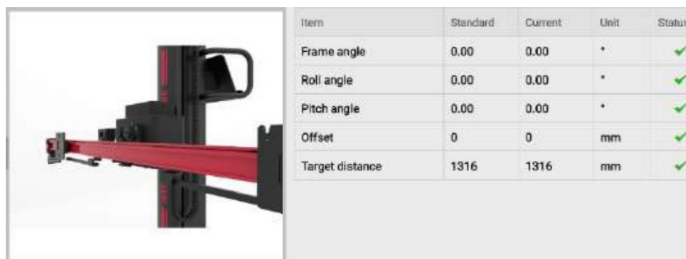 Item Standard Current Unit Status
Frame angle 0.00 0.00 °
Roll angle 0.00 0.00 °
Pitch angle 0.00 0.00 °
Offset 0 0 mm
Target distance 1316 1316 mm